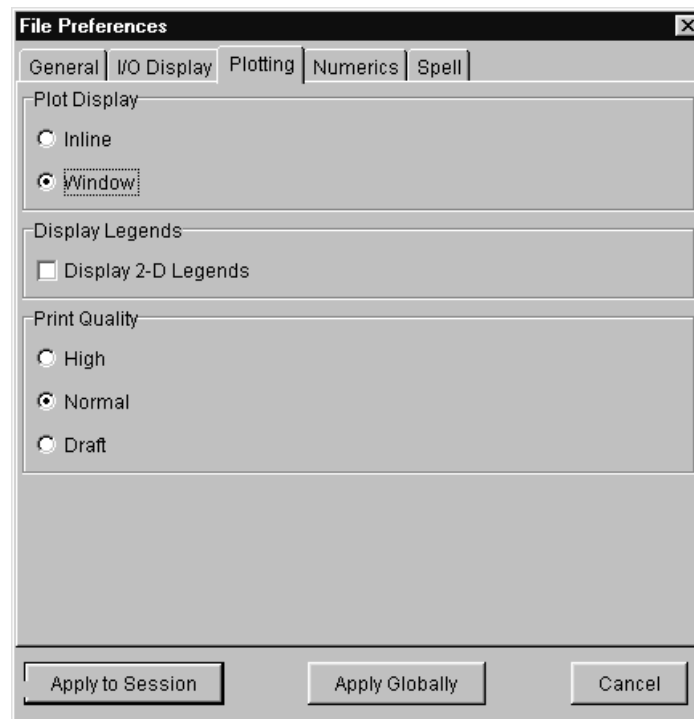 File Preferences
General I/O Display Plotting Numerics Spell
Plot Display
Inline
Window
Display Legends
Display 2-D Legends
Print Quality
High
Normal
Draft
Apply to Session Apply Globally Cancel